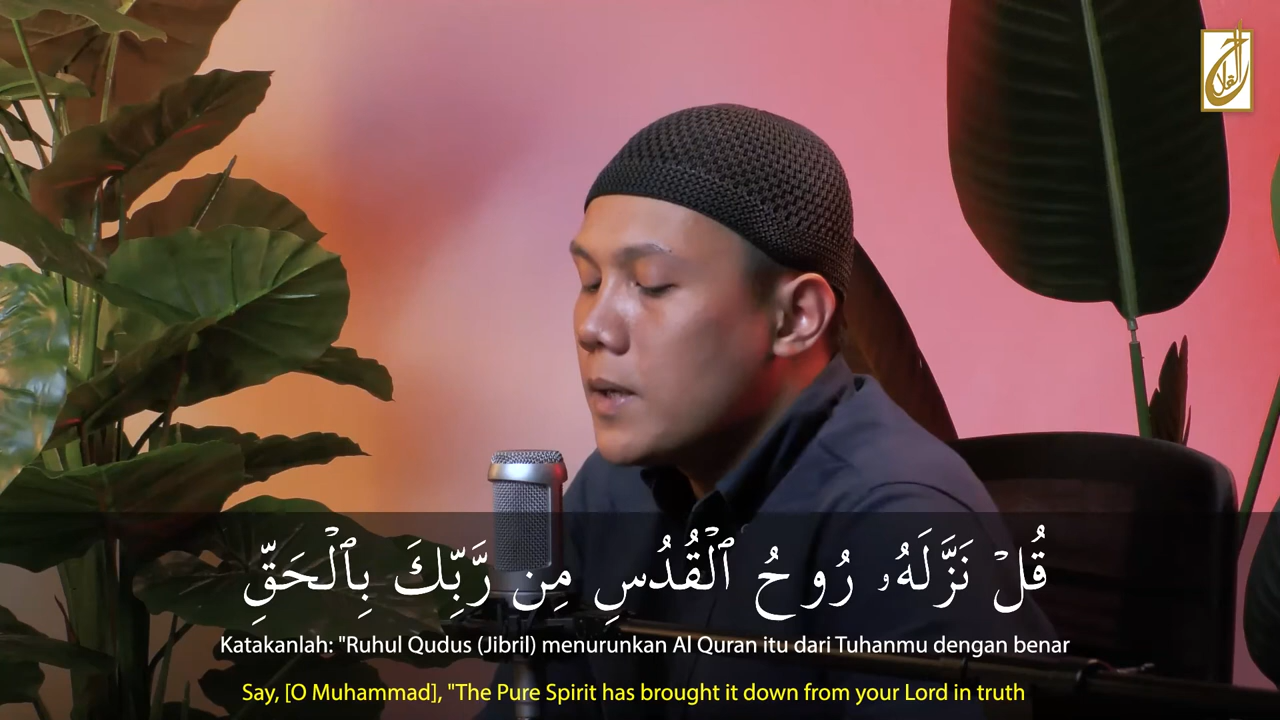 العفلا
قُلْ نَزَّلَهُۥ رُوحُ ٱلْقُدُسِ مِن رَّبِّكَ بِٱلْحَقِّ
Katakanlah: "Ruhul Qudus (Jibril) menurunkan Al Quran itu dari Tuhanmu dengan benar
Say, [O Muhammad], "The Pure Spirit has brought it down from your Lord in truth